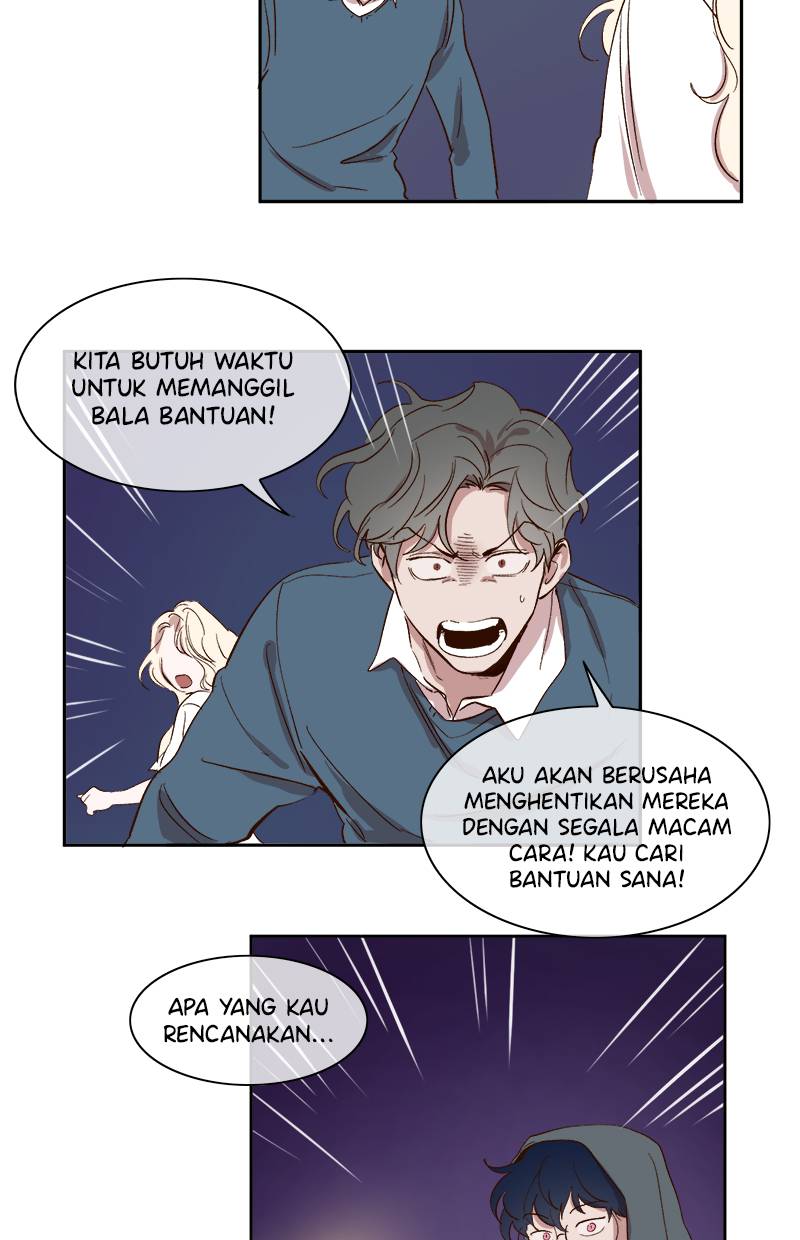 KITA BUTUH WAKTU
UNTUK MEMANGGIL
BALA BANTUAN!
AKU AKAN BERUSAHA
MENGHENTIKAN MEREKA
DENGAN SEGALA MACAM
CARA! KAU CARI
BANTUAN SANA!
APA YANG KAU
RENCANAKAN...